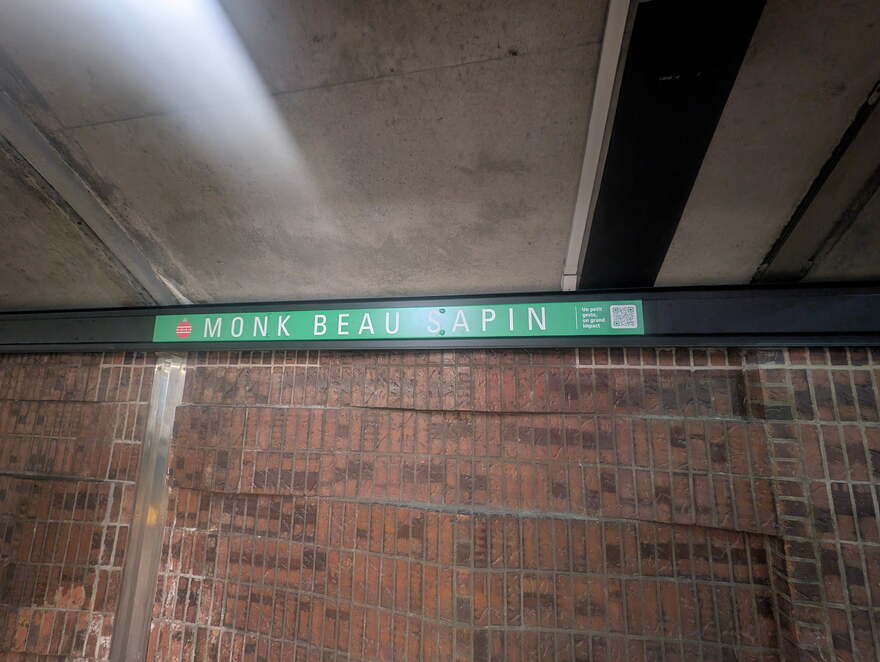 MONK BEAU SAPIN
Un petit
geste,
un grand
impact